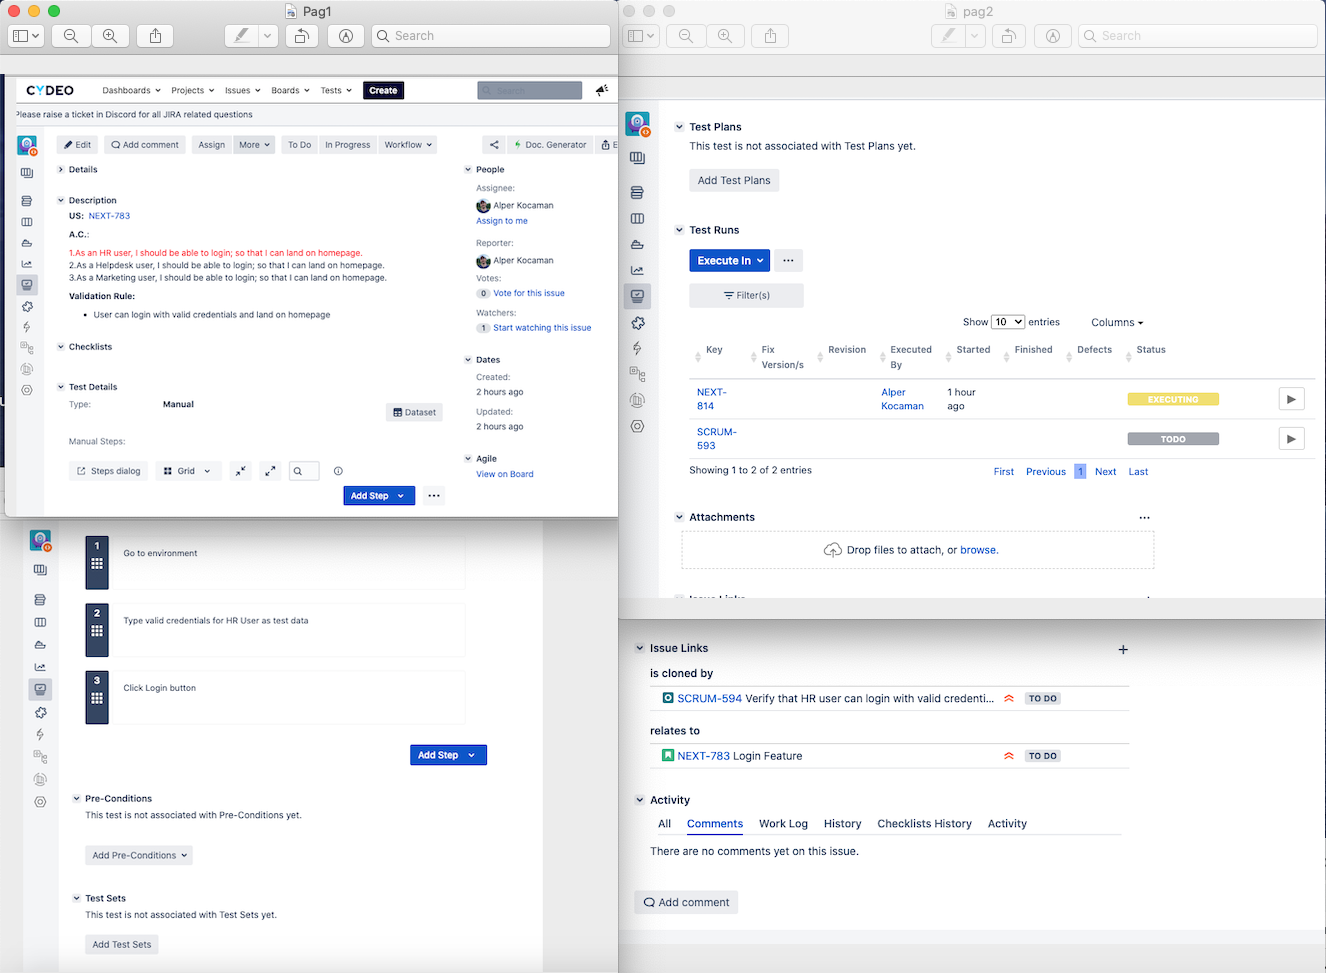 Pag1
Search
CYDEO
Dashboards Projects Issues Boards Tests Create
Search
Please raise a ticket in Discord for all JIRA related questions
Edit Add comment Assign More To Do In Progress Workflow Doc. Generator E
Details
Description
US: NEXT-783
A.C.:
1.As an HR user, I should be able to login; so that I can land on homepage.
2.As a Helpdesk user, I should be able to login; so that I can land on homepage.
3.As a Marketing user, I should be able to login; so that I can land on homepage.
Validation Rule:
User can login with valid credentials and land on homepage
Checklists
Test Details
Type: Manual
Dataset
Manual Steps:
Steps dialog Grid
Add Step
People
Assignee:
Alper Kocaman
Assign to me
Reporter:
Alper Kocaman
Votes:
0 Vote for this issue
Watchers:
1 Start watching this issue
Dates
Created:
2 hours ago
Updated:
2 hours ago
Agile
View on Board
1 Go to environment
2 Type valid credentials for HR User as test data
3 Click Login button
Add Step
Pre-Conditions
This test is not associated with Pre-Conditions yet.
Add Pre-Conditions
Test Sets
This test is not associated with Test Sets yet.
Add Test Sets
pag2
Search
Test Plans
This test is not associated with Test Plans yet.
Add Test Plans
Test Runs
Execute In
Filter(s)
Show 10 entries Columns
Key Fix Version/s Revision Executed By Started Finished Defects Status
NEXT-814 Alper Kocaman 1 hour ago EXECUTING
SCRUM-593 TODO
Showing 1 to 2 of 2 entries First Previous 1 Next Last
Attachments
Drop files to attach, or browse.
Issue Links
Issue Links
is cloned by
SCRUM-594 Verify that HR user can login with valid credenti... TO DO
relates to
NEXT-783 Login Feature TO DO
Activity
All Comments Work Log History Checklists History Activity
There are no comments yet on this issue.
Add comment